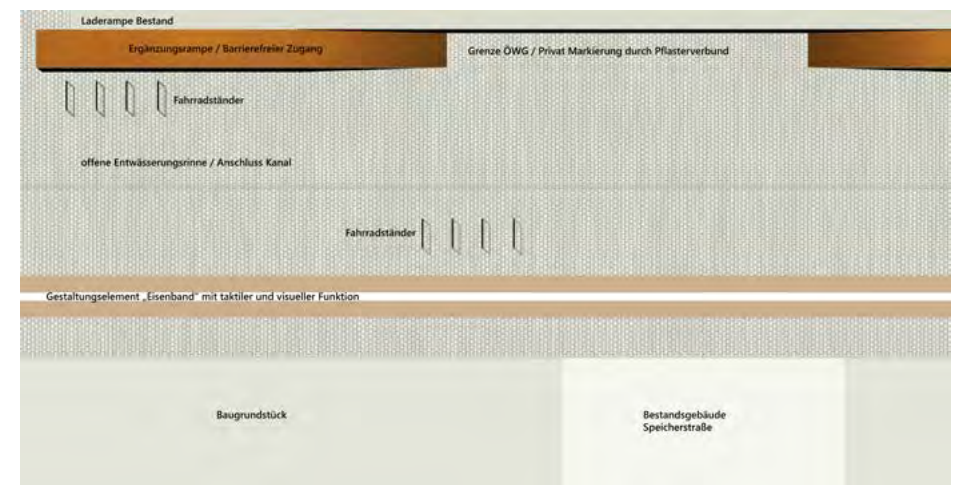 Laderampe Bestand
Ergänzungsrampe / Barrierefreier Zugang
Grenze ÖWG / Privat Markierung durch Pflasterverbund
Fahrradständer
offene Entwässerungsrinne / Anschluss Kanal
Fahrradständer
Gestaltungselement „Eisenband" mit taktiler und visueller Funktion
Baugrundstück
Bestandsgebäude
Speicherstraße